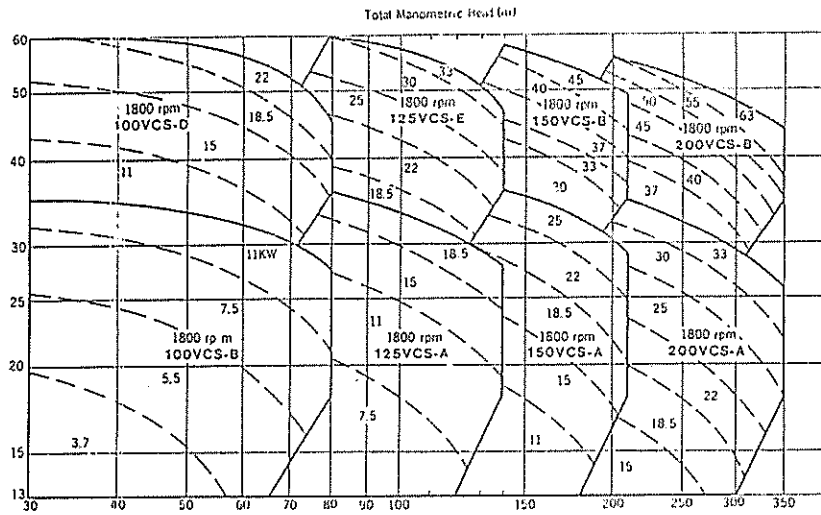 Total Manometric Head (m)
60
50
40
30
25
20
15
13
22
1800 rpm
100VCS-D
18.5
15
11
33
30
25
1800 rpm
125VCS-E
22
18.5
45
40
1800 rpm
150VCS-B
37
33
30
55
50
63
45
1800 rpm
200VCS-B
40
37
11KW
7.5
1800 rpm
100VCS-B
5.5
3.7
18.5
15
11
1800 rpm
125VCS-A
7.5
25
22
18.5
1800 rpm
150VCS-A
15
11
33
30
25
1800 rpm
200VCS-A
22
18.5
15
30 40 50 60 70 80 90 100 150 200 250 300 350